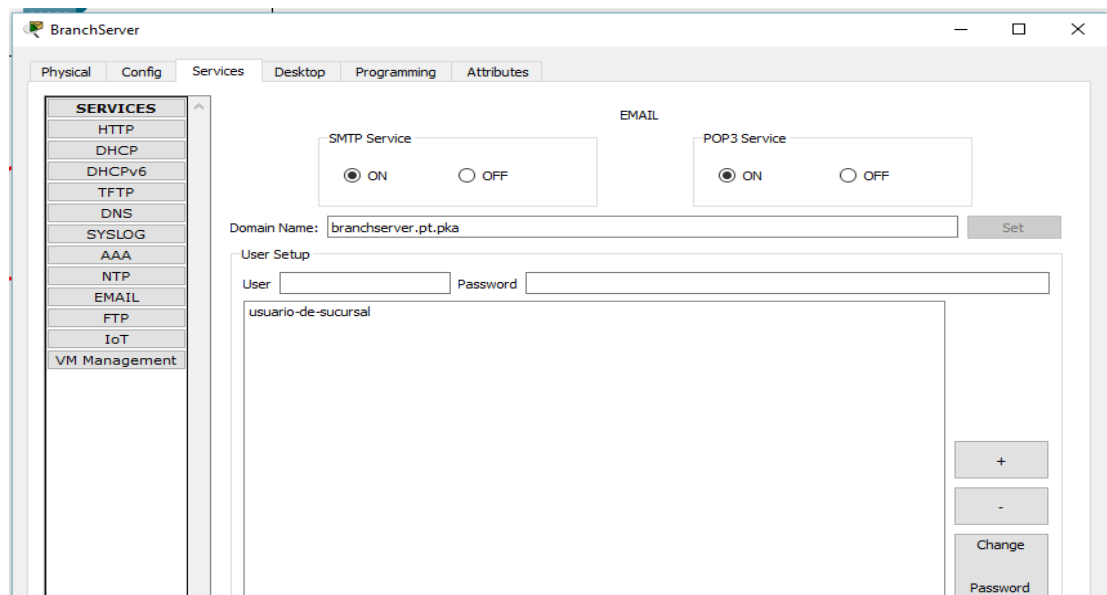 BranchServer
Physical Config Services Desktop Programming Attributes
SERVICES
HTTP
DHCP
DHCPv6
TFTP
DNS
SYSLOG
AAA
NTP
EMAIL
FTP
IoT
VM Management
EMAIL
SMTP Service
ON OFF
POP3 Service
ON OFF
Domain Name: branchserver.pt.pka Set
User Setup
User Password
usuario-de-sucursal
+
-
Change
Password